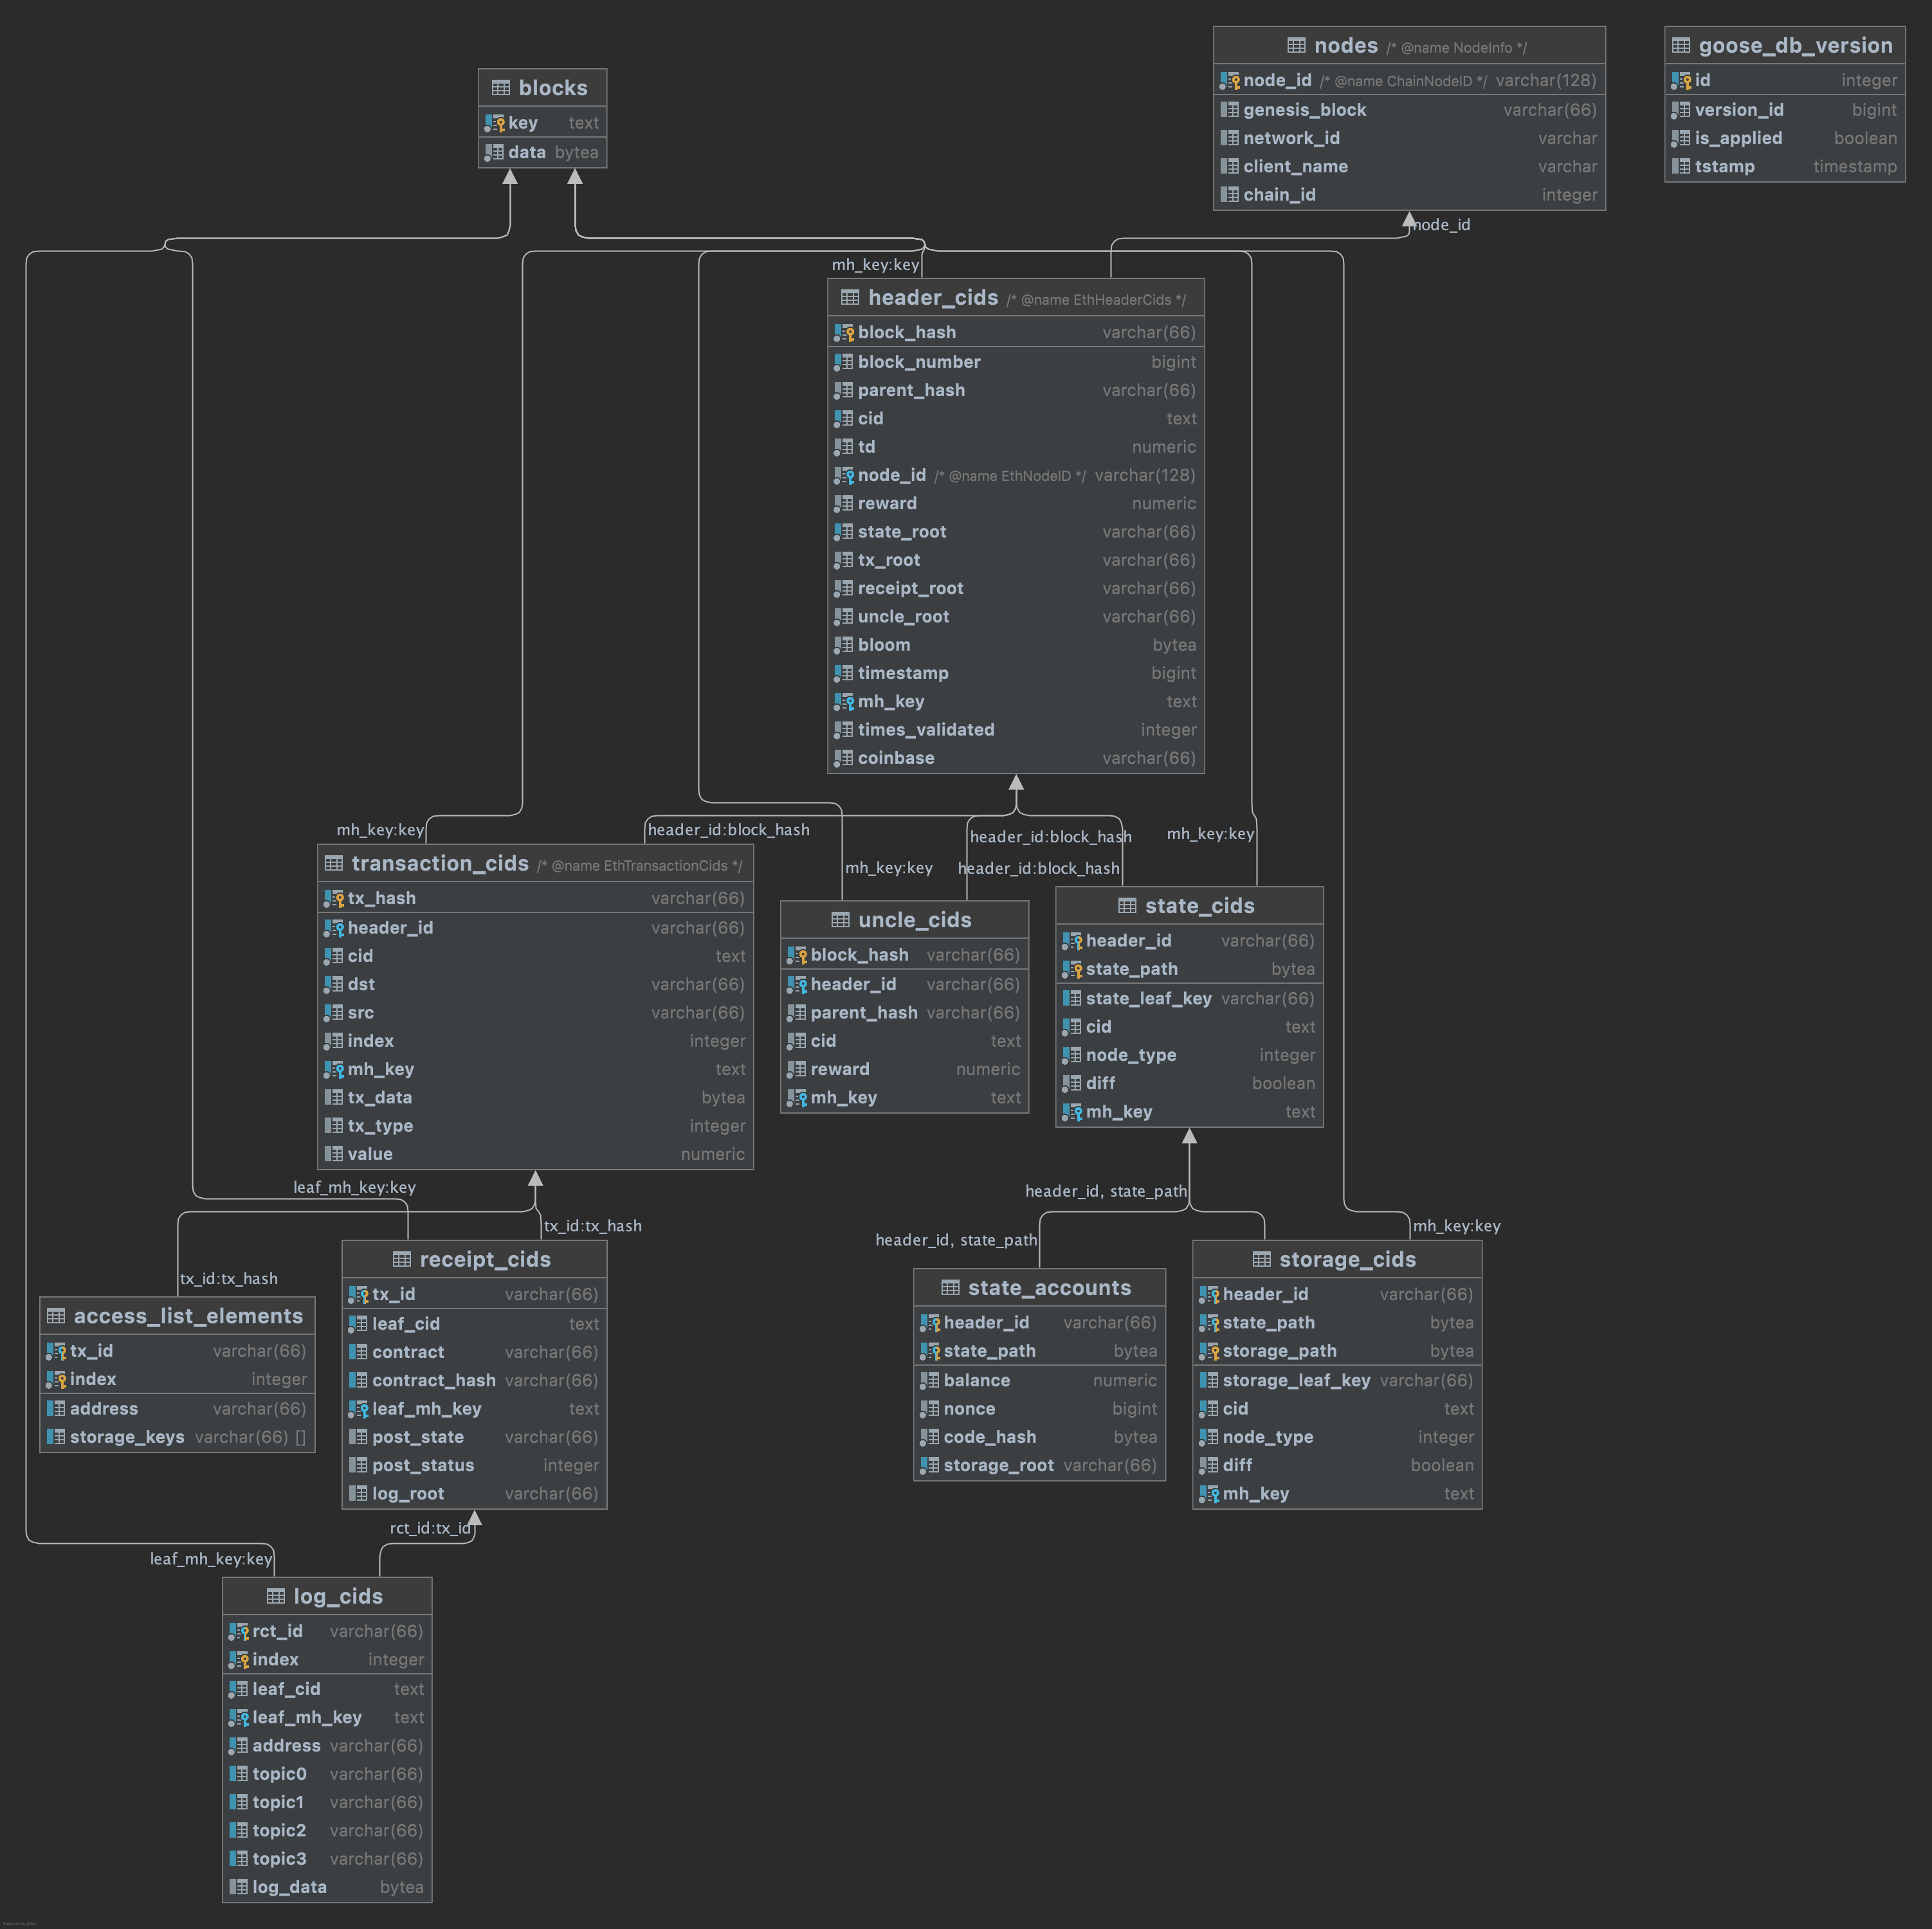 nodes /* @name NodeInfo */
node_id /* @name ChainNodeID */ varchar(128)
genesis_block varchar(66)
network_id varchar
client_name varchar
chain_id integer
goose_db_version
id integer
version_id bigint
is_applied boolean
tstamp timestamp
blocks
key text
data bytea
node_id
mh_key:key
header_cids /* @name EthHeaderCids */
block_hash varchar(66)
block_number bigint
parent_hash varchar(66)
cid text
td numeric
node_id /* @name EthNodeID */ varchar(128)
reward numeric
state_root varchar(66)
tx_root varchar(66)
receipt_root varchar(66)
uncle_root varchar(66)
bloom bytea
timestamp bigint
mh_key text
times_validated integer
coinbase varchar(66)
mh_key:key
header_id:block_hash
header_id:block_hash
mh_key:key
mh_key:key
header_id:block_hash
transaction_cids /* @name EthTransactionCids */
tx_hash varchar(66)
header_id varchar(66)
cid text
dst varchar(66)
src varchar(66)
index integer
mh_key text
tx_data bytea
tx_type integer
value numeric
uncle_cids
block_hash varchar(66)
header_id varchar(66)
parent_hash varchar(66)
cid text
reward numeric
mh_key text
state_cids
header_id varchar(66)
state_path bytea
state_leaf_key varchar(66)
cid text
node_type integer
diff boolean
mh_key text
leaf_mh_key:key
tx_id:tx_hash
tx_id:tx_hash
header_id, state_path
header_id, state_path
mh_key:key
access_list_elements
tx_id varchar(66)
index integer
address varchar(66)
storage_keys varchar(66) []
receipt_cids
tx_id varchar(66)
leaf_cid text
contract varchar(66)
contract_hash varchar(66)
leaf_mh_key text
post_state varchar(66)
post_status integer
log_root varchar(66)
state_accounts
header_id varchar(66)
state_path bytea
balance numeric
nonce bigint
code_hash bytea
storage_root varchar(66)
storage_cids
header_id varchar(66)
state_path bytea
storage_path bytea
storage_leaf_key varchar(66)
cid text
node_type integer
diff boolean
mh_key text
rct_id:tx_id
leaf_mh_key:key
log_cids
rct_id varchar(66)
index integer
leaf_cid text
leaf_mh_key text
address varchar(66)
topic0 varchar(66)
topic1 varchar(66)
topic2 varchar(66)
topic3 varchar(66)
log_data bytea